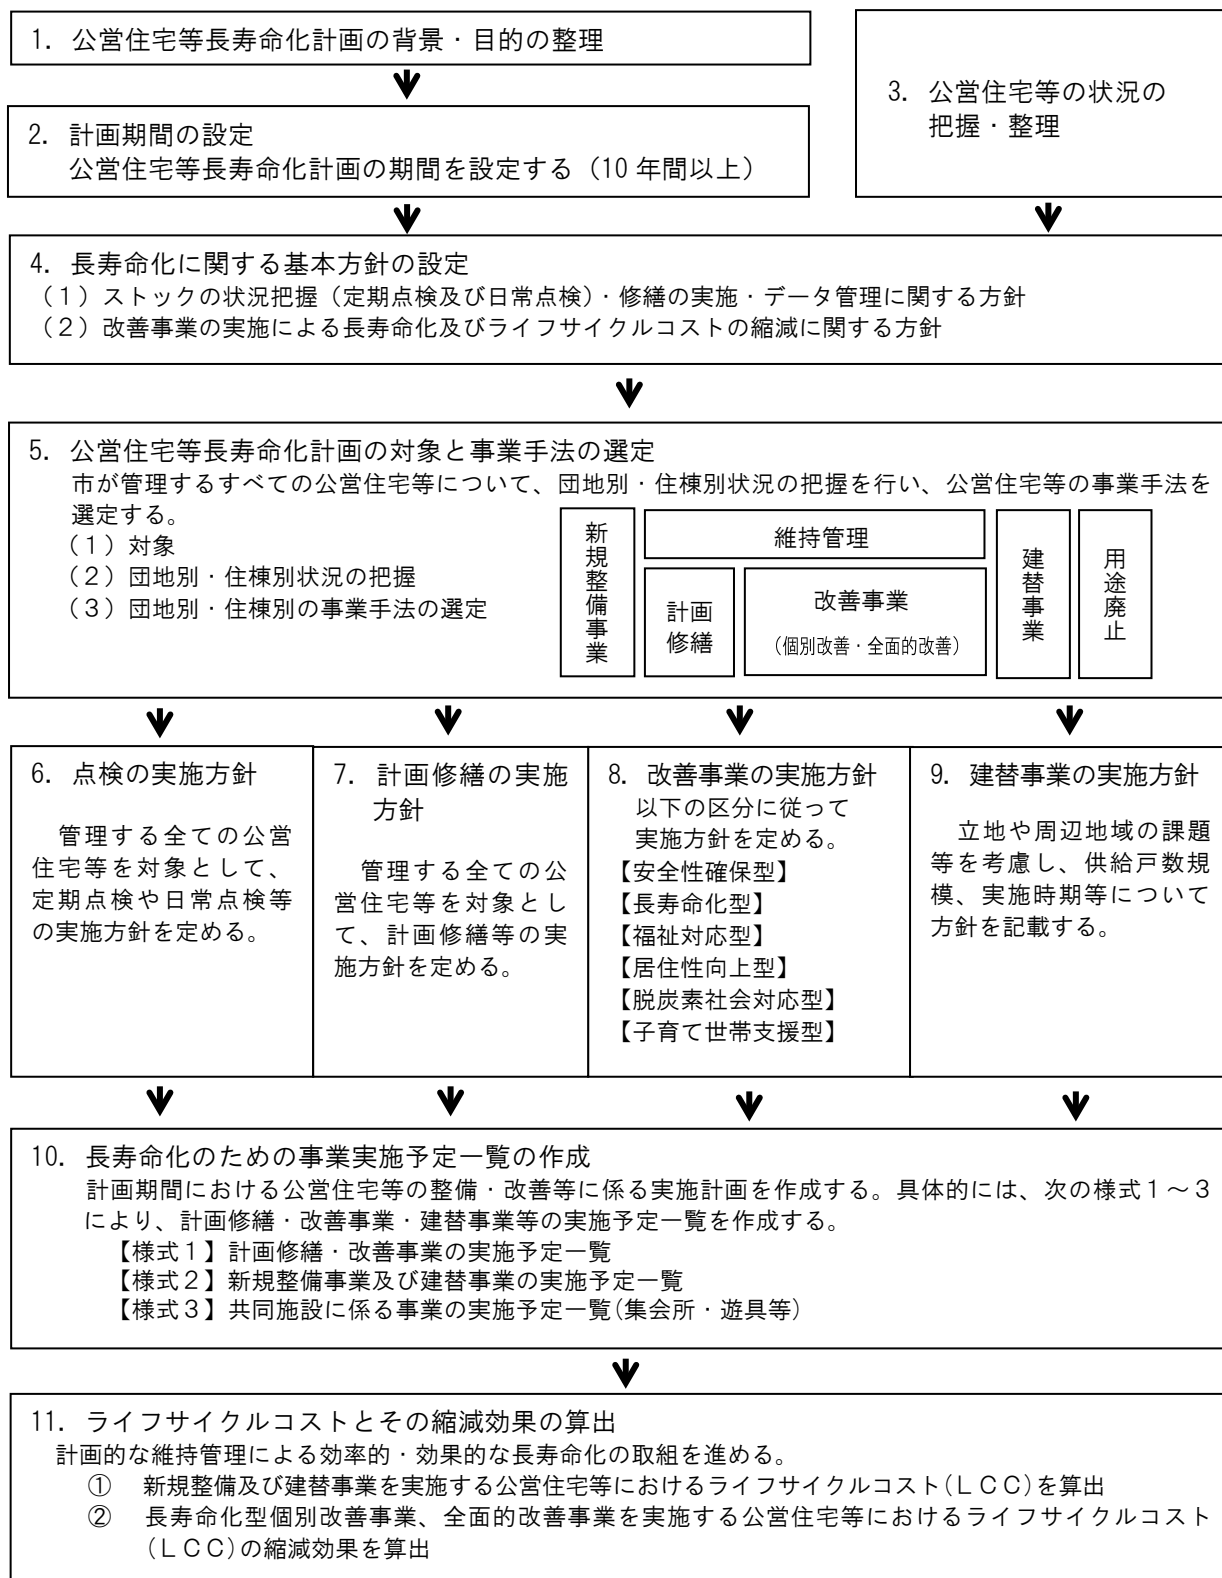 1. 公営住宅等長寿命化計画の背景・目的の整理
2. 計画期間の設定
公営住宅等長寿命化計画の期間を設定する（10 年間以上）
3. 公営住宅等の状況の
把握・整理
4. 長寿命化に関する基本方針の設定
（１）ストックの状況把握（定期点検及び日常点検）・修繕の実施・データ管理に関する方針
（２）改善事業の実施による長寿命化及びライフサイクルコストの縮減に関する方針
5. 公営住宅等長寿命化計画の対象と事業手法の選定
市が管理するすべての公営住宅等について、団地別・住棟別状況の把握を行い、公営住宅等の事業手法を
選定する。
（１）対象
（２）団地別・住棟別状況の把握
（３）団地別・住棟別の事業手法の選定
新規整備事業
維持管理
計画
修繕
改善事業
（個別改善・全面的改善）
建替事業
用途廃止
6. 点検の実施方針
管理する全ての公営
住宅等を対象として、
定期点検や日常点検等
の実施方針を定める。
7. 計画修繕の実施
方針
管理する全ての公
営住宅等を対象とし
て、計画修繕等の実
施方針を定める。
8. 改善事業の実施方針
以下の区分に従って
実施方針を定める。
【安全性確保型】
【長寿命化型】
【福祉対応型】
【居住性向上型】
【脱炭素社会対応型】
【子育て世帯支援型】
9. 建替事業の実施方針
立地や周辺地域の課題
等を考慮し、供給戸数規
模、実施時期等について
方針を記載する。
10. 長寿命化のための事業実施予定一覧の作成
計画期間における公営住宅等の整備・改善等に係る実施計画を作成する。具体的には、次の様式１～３
により、計画修繕・改善事業・建替事業等の実施予定一覧を作成する。
【様式１】計画修繕・改善事業の実施予定一覧
【様式２】新規整備事業及び建替事業の実施予定一覧
【様式３】共同施設に係る事業の実施予定一覧(集会所・遊具等)
11. ライフサイクルコストとその縮減効果の算出
計画的な維持管理による効率的・効果的な長寿命化の取組を進める。
① 新規整備及び建替事業を実施する公営住宅等におけるライフサイクルコスト(ＬＣＣ)を算出
② 長寿命化型個別改善事業、全面的改善事業を実施する公営住宅等におけるライフサイクルコスト
(ＬＣＣ)の縮減効果を算出